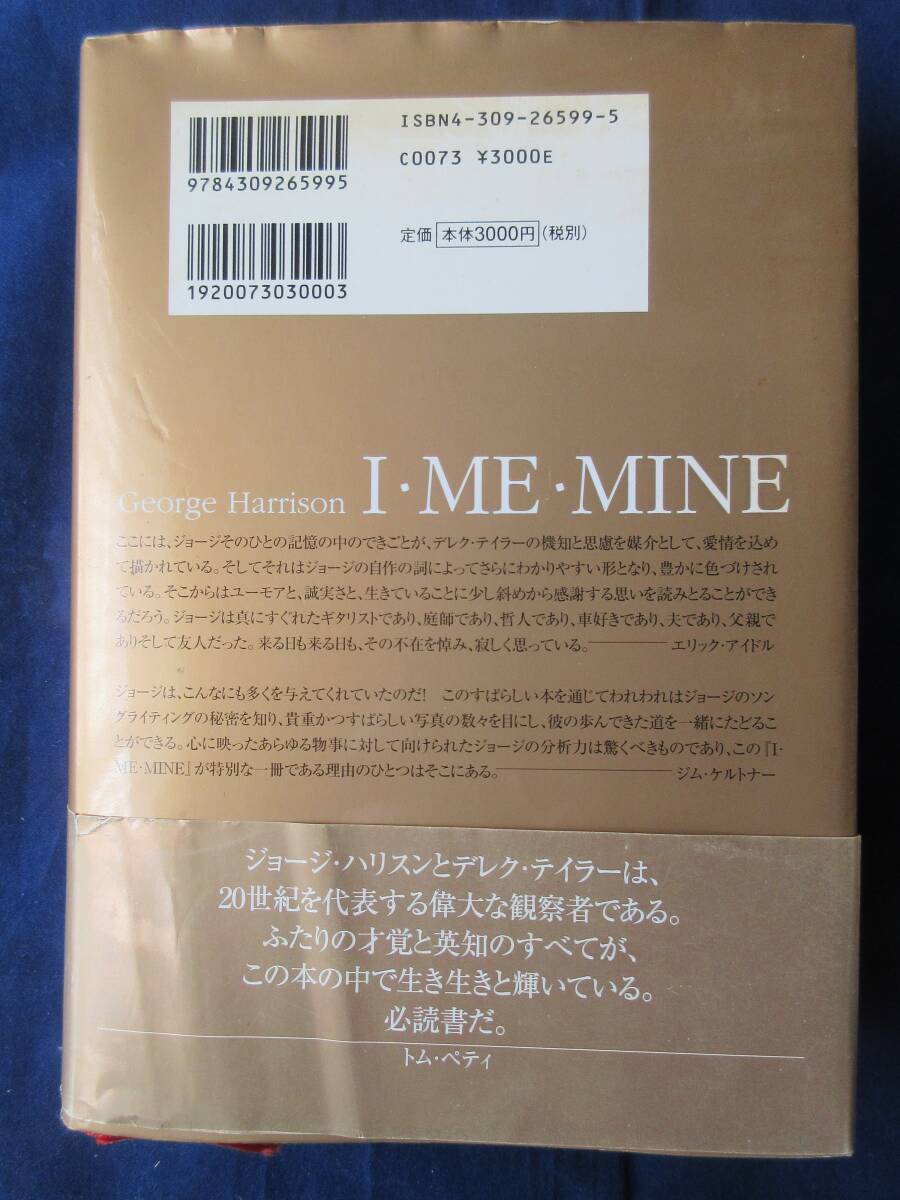 ISBN4-309-26599-5
9784309265995
C0073 ¥3000E
1920073030003
定価 本体3000円(税別)
George Harrison I・ME・MINE
ここには、ジョージそのひとの記憶の中のできごとが、デレク・テイラーの機知と思慮を媒介として、愛情を込め
て描かれている。そしてそれはジョージの自作の詞によってさらにわかりやすい形となり、豊かに色づけされ
ている。そこからはユーモアと、誠実さと、生きていることに少し斜めから感謝する思いを読みとることができ
るだろう。ジョージは真にすぐれたギタリストであり、庭師であり、哲人であり、車好きであり、夫であり、父親で
ありそして友人だった。来る日も来る日も、その不在を悼み、寂しく思っている。――エリック・アイドル
ジョージは、こんなにも多くを与えてくれていたのだ! このすばらしい本を通じてわれわれはジョージのソン
グライティングの秘密を知り、貴重かつすばらしい写真の数々を目にし、彼の歩んできた道を一緒にたどるこ
とができる。心に映ったあらゆる物事に対して向けられたジョージの分析力は驚くべきものであり、この『I・
ME・MINE』が特別な一冊である理由のひとつはそこにある。――ジム・ケルトナー
ジョージ・ハリスンとデレク・テイラーは、
20世紀を代表する偉大な観察者である。
ふたりの才覚と英知のすべてが、
この本の中で生き生きと輝いている。
必読書だ。
トム・ペティ